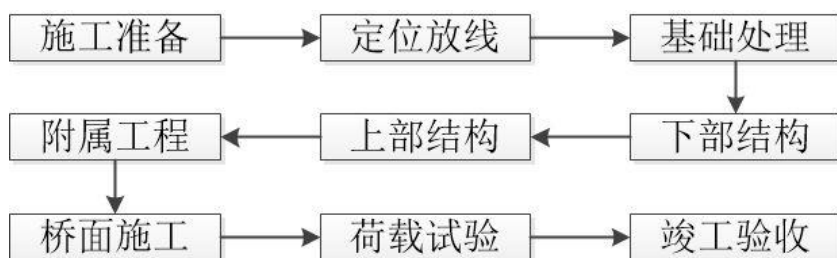 施工准备
定位放线
基础处理
下部结构
上部结构
附属工程
桥面施工
荷载试验
竣工验收